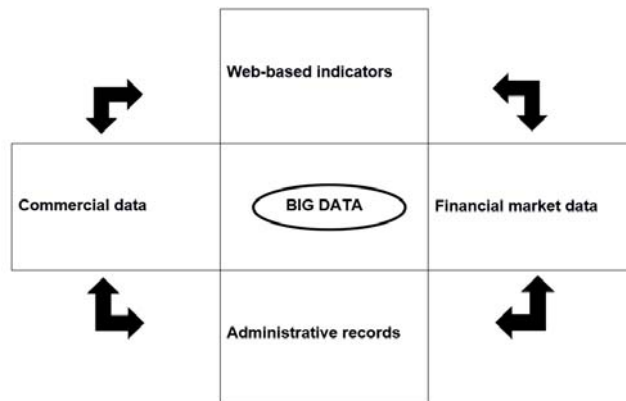 Web-based indicators
Commercial data
BIG DATA
Financial market data
Administrative records